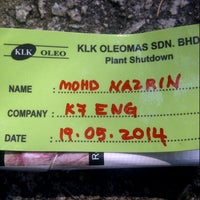 KLK OLEO
KLK OLEOMAS SDN. BHD
Plant Shutdown
NAME : MOHD NAZRIN
COMPANY : K7 ENG
DATE : 19.05.2014
R